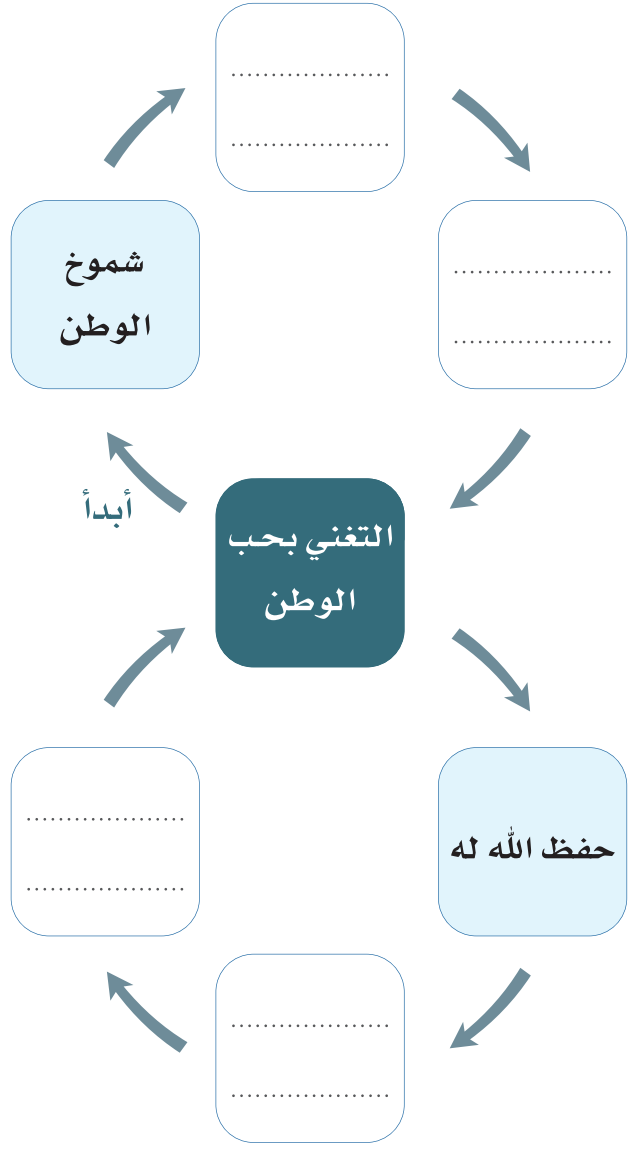 شموخ
الوطن
أبدأ
التغني بحب
الوطن
حفظ الله له